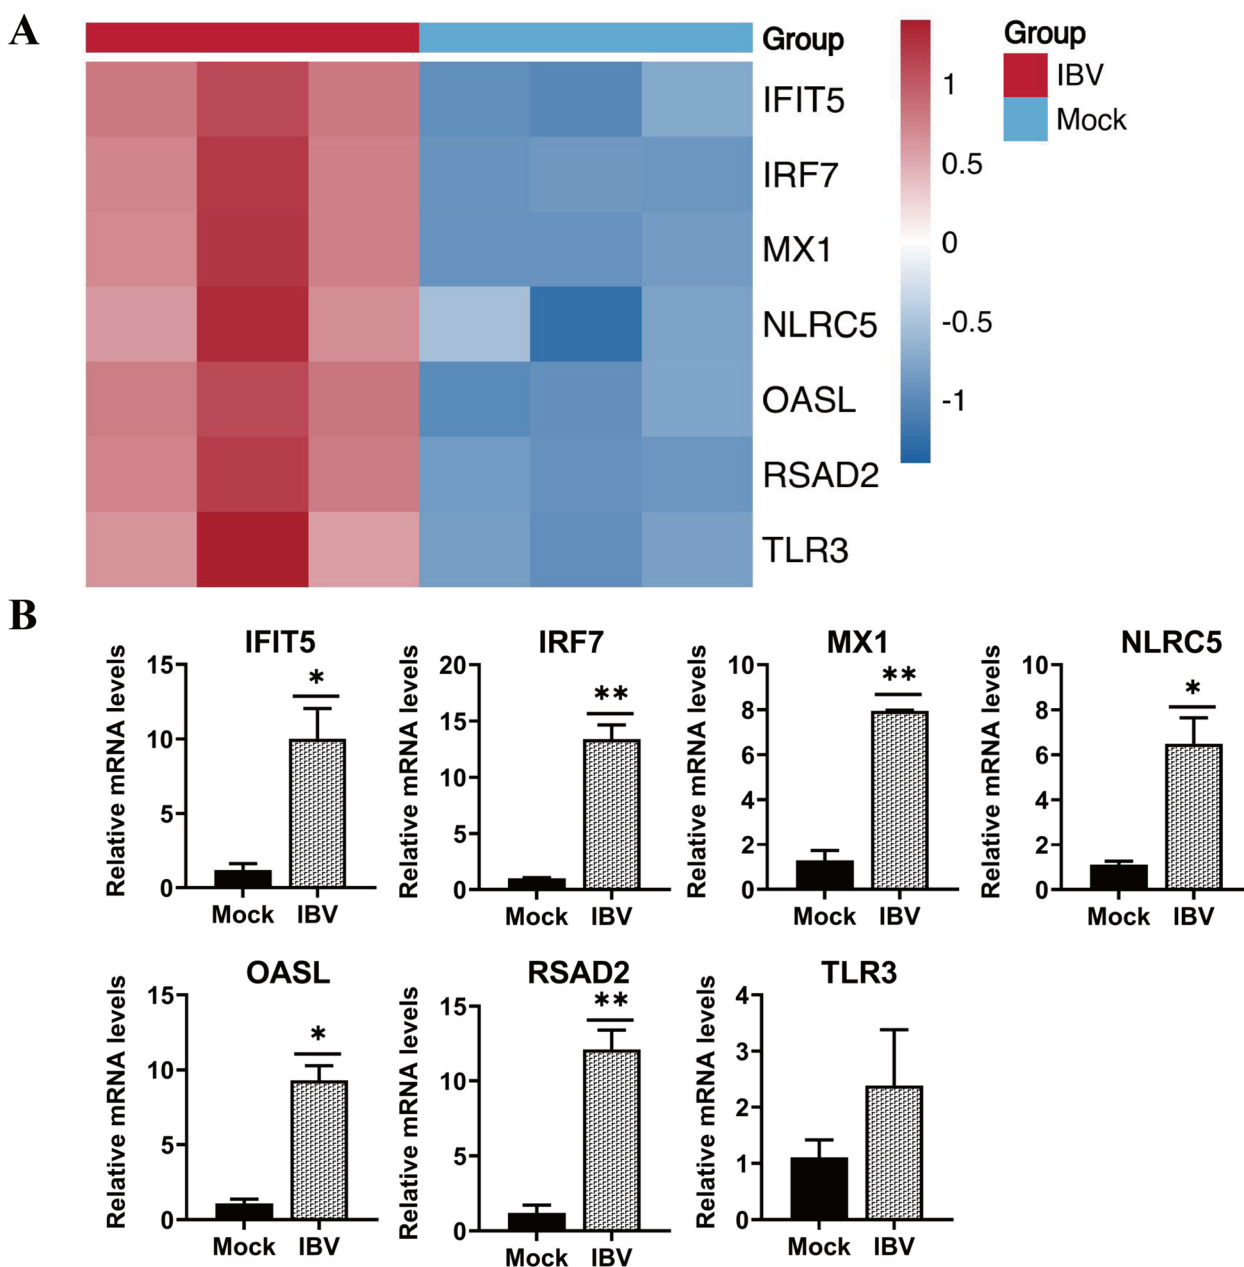 A
Group
IFIT5
IRF7
MX1
NLRC5
OASL
RSAD2
TLR3
1
0.5
0
-0.5
-1
Group
IBV
Mock
B
IFIT5
Relative mRNA levels
15
10
5
0
*
Mock IBV
IRF7
Relative mRNA levels
20
15
10
5
0
**
Mock IBV
MX1
Relative mRNA levels
10
8
6
4
2
0
**
Mock IBV
NLRC5
Relative mRNA levels
10
8
6
4
2
0
*
Mock IBV
OASL
Relative mRNA levels
15
10
5
0
*
Mock IBV
RSAD2
Relative mRNA levels
15
10
5
0
**
Mock IBV
TLR3
Relative mRNA levels
4
3
2
1
0
Mock IBV